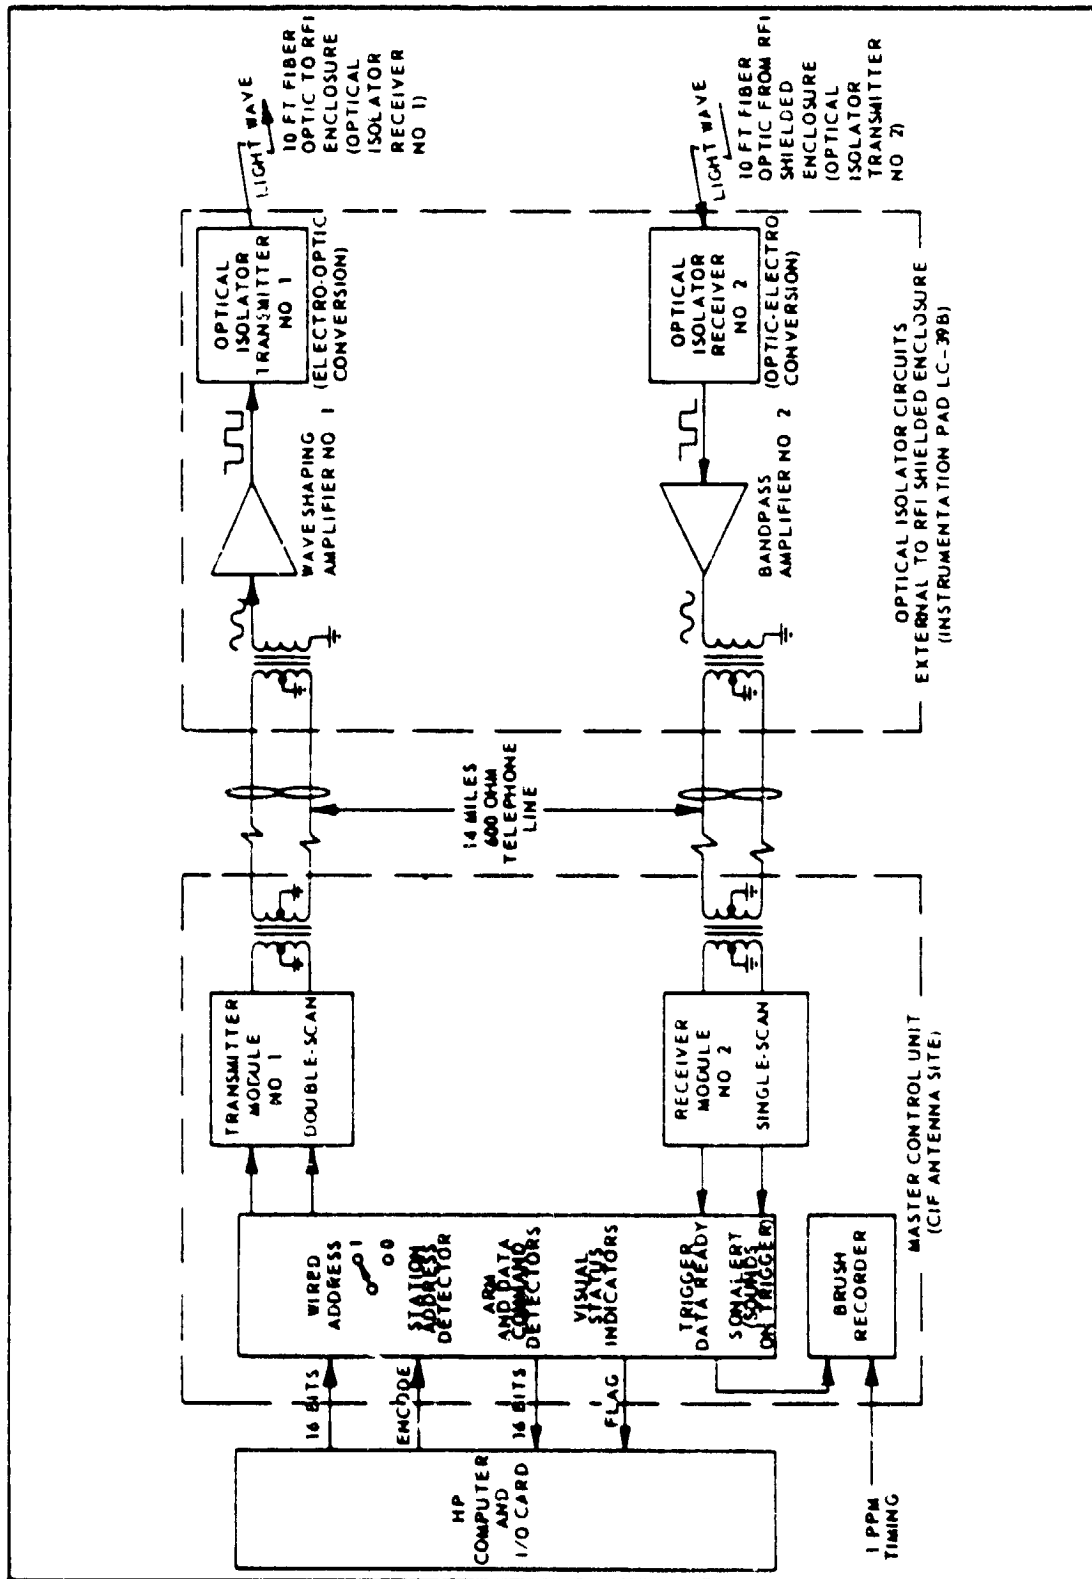 HP
COMPUTER
AND
I/O CARD
16 BITS
ENCODE
16 BITS
FLAG
1 PPM
TIMING
WIRED
ADDRESS
1
0
STATION
ADDRESS
DETECTOR
ARM
AND DATA
COMMAND
DETECTORS
VISUAL
STATUS
INDICATORS
TRIGGER
DATA READY
SONALERT
(SOUNDS
ON TRIGGER)
BRUSH
RECORDER
TRANSMITTER
MODULE
NO 1
DOUBLE-SCAN
RECEIVER
MODULE
NO 2
SINGLE-SCAN
MASTER CONTROL UNIT
(CIF ANTENNA SITE)
14 MILES
600 OHM
TELEPHONE
LINE
WAVE SHAPING
AMPLIFIER NO 1
OPTICAL
ISOLATOR
TRANSMITTER
NO 1
(ELECTRO-OPTIC
CONVERSION)
BANDPASS
AMPLIFIER NO 2
OPTICAL
ISOLATOR
RECEIVER
NO 2
(OPTIC-ELECTRO
CONVERSION)
OPTICAL ISOLATOR CIRCUITS
EXTERNAL TO RFI SHIELDED ENCLOSURE
(INSTRUMENTATION PAD LC-39B)
LIGHT WAVE
10 FT FIBER
OPTIC TO RFI
ENCLOSURE
(OPTICAL
ISOLATOR
RECEIVER
NO 1)
LIGHT WAVE
10 FT FIBER
OPTIC FROM RFI
SHIELDED
ENCLOSURE
(OPTICAL
ISOLATOR
TRANSMITTER
NO 2)